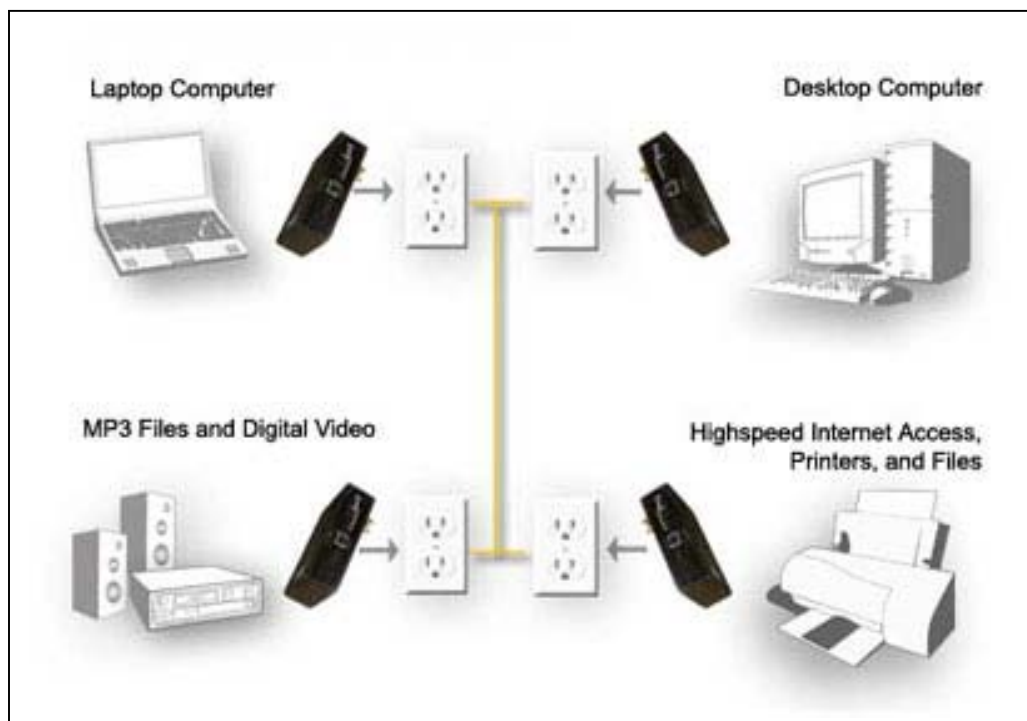 Laptop Computer
Desktop Computer
MP3 Files and Digital Video
Highspeed Internet Access,
Printers, and Files